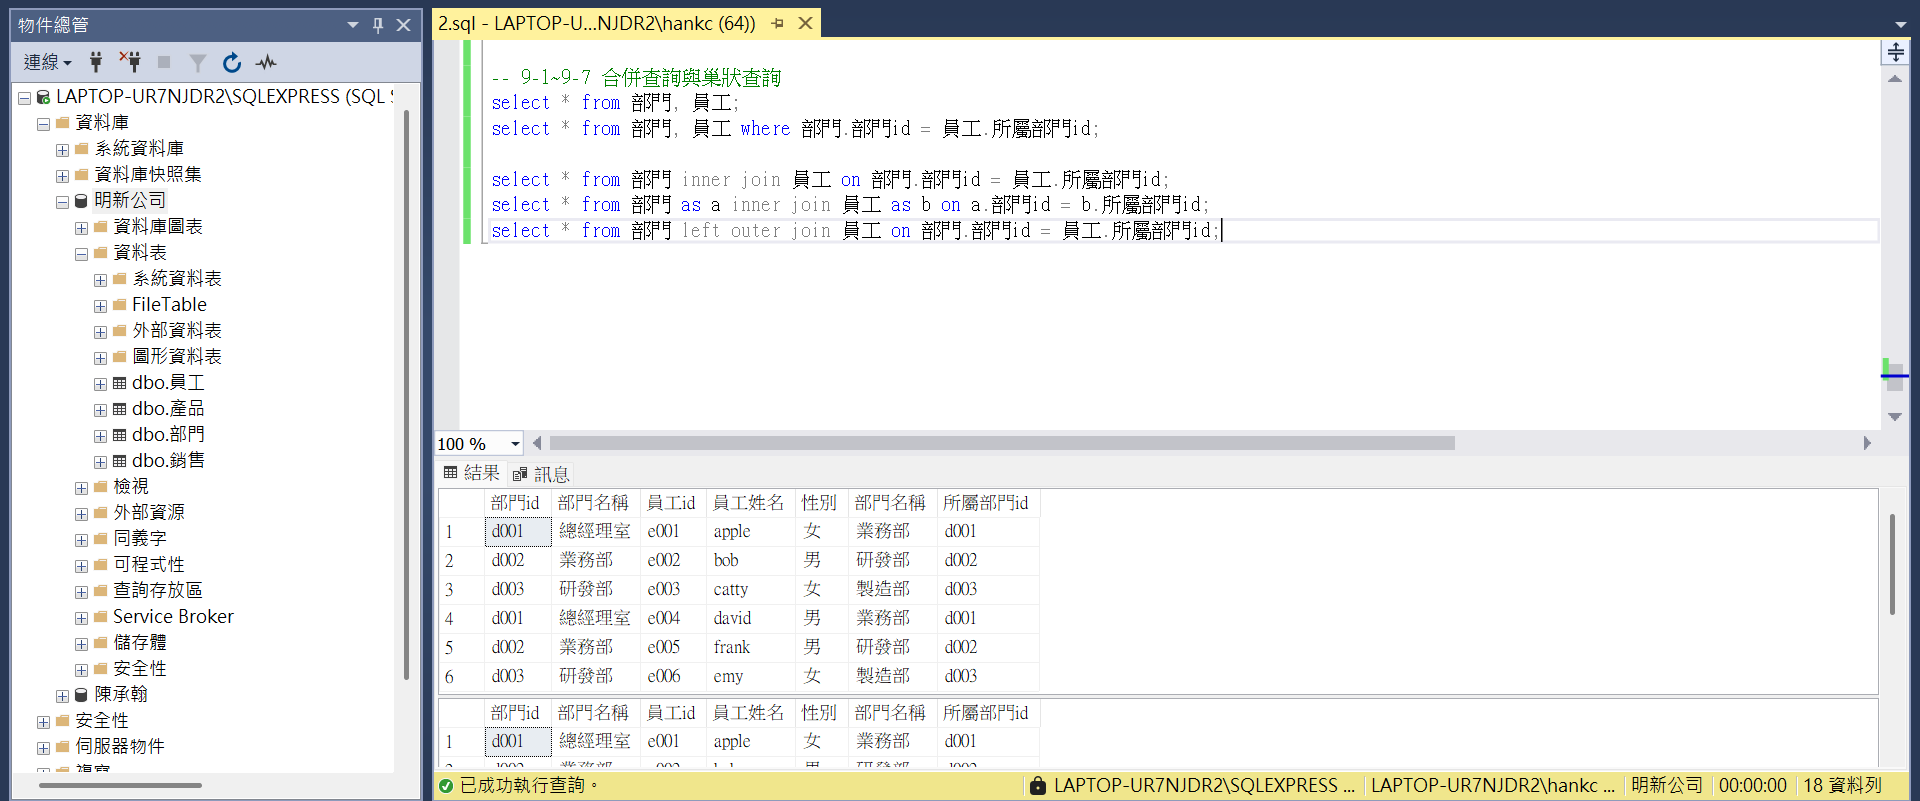 物件總管
連線
LAPTOP-UR7NJDR2\SQLEXPRESS (SQL S
資料庫
系統資料庫
資料庫快照集
明新公司
資料庫圖表
資料表
系統資料表
FileTable
外部資料表
圖形資料表
dbo.員工
dbo.產品
dbo.部門
dbo.銷售
檢視
外部資源
同義字
可程式性
查詢存放區
Service Broker
儲存體
安全性
陳承翰
安全性
伺服器物件
複寫
2.sql - LAPTOP-U...NJDR2\hankc (64))
-- 9-1~9-7 合併查詢與巢狀查詢
select * from 部門, 員工;
select * from 部門, 員工 where 部門.部門id = 員工.所屬部門id;
select * from 部門 inner join 員工 on 部門.部門id = 員工.所屬部門id;
select * from 部門 as a inner join 員工 as b on a.部門id = b.所屬部門id;
select * from 部門 left outer join 員工 on 部門.部門id = 員工.所屬部門id;
100 %
結果 訊息
部門id 部門名稱 員工id 員工姓名 性別 部門名稱 所屬部門id
1 d001 總經理室 e001 apple 女 業務部 d001
2 d002 業務部 e002 bob 男 研發部 d002
3 d003 研發部 e003 catty 女 製造部 d003
4 d001 總經理室 e004 david 男 業務部 d001
5 d002 業務部 e005 frank 男 研發部 d002
6 d003 研發部 e006 emy 女 製造部 d003
部門id 部門名稱 員工id 員工姓名 性別 部門名稱 所屬部門id
1 d001 總經理室 e001 apple 女 業務部 d001
已成功執行查詢。 LAPTOP-UR7NJDR2\SQLEXPRESS ... LAPTOP-UR7NJDR2\hankc ... 明新公司 00:00:00 18 資料列